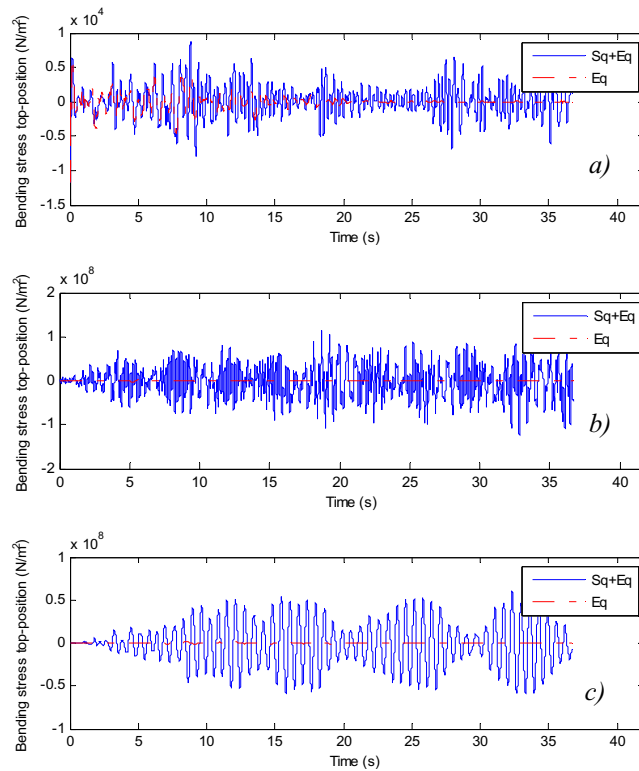 x 10^4
Bending stress top-position (N/m²)
1
0.5
0
-0.5
-1
-1.5
0 5 10 15 20 25 30 35 40
Time (s)
Sq+Eq
Eq
a)
x 10^8
Bending stress top-position (N/m²)
2
1
0
-1
-2
0 5 10 15 20 25 30 35 40
Time (s)
Sq+Eq
Eq
b)
x 10^8
Bending stress top-position (N/m²)
1
0.5
0
-0.5
-1
0 5 10 15 20 25 30 35 40
Time (s)
Sq+Eq
Eq
c)